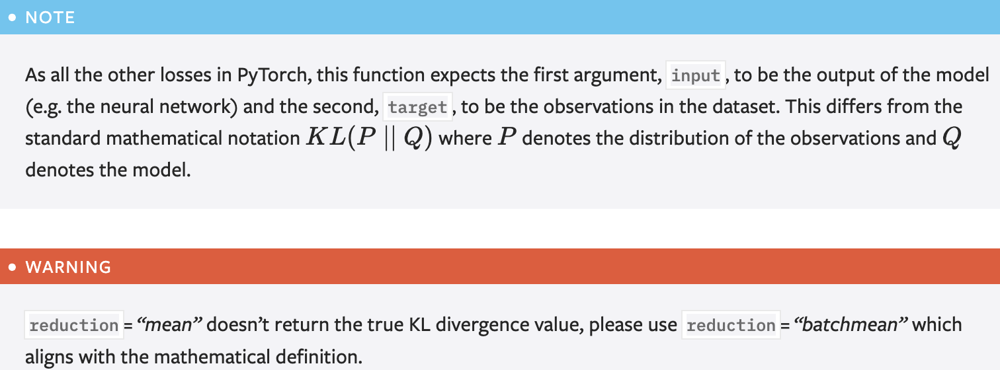 NOTE
As all the other losses in PyTorch, this function expects the first argument, input, to be the output of the model
(e.g. the neural network) and the second, target, to be the observations in the dataset. This differs from the
standard mathematical notation KL(P || Q) where P denotes the distribution of the observations and Q
denotes the model.
WARNING
reduction= “mean” doesn’t return the true KL divergence value, please use reduction= “batchmean” which
aligns with the mathematical definition.